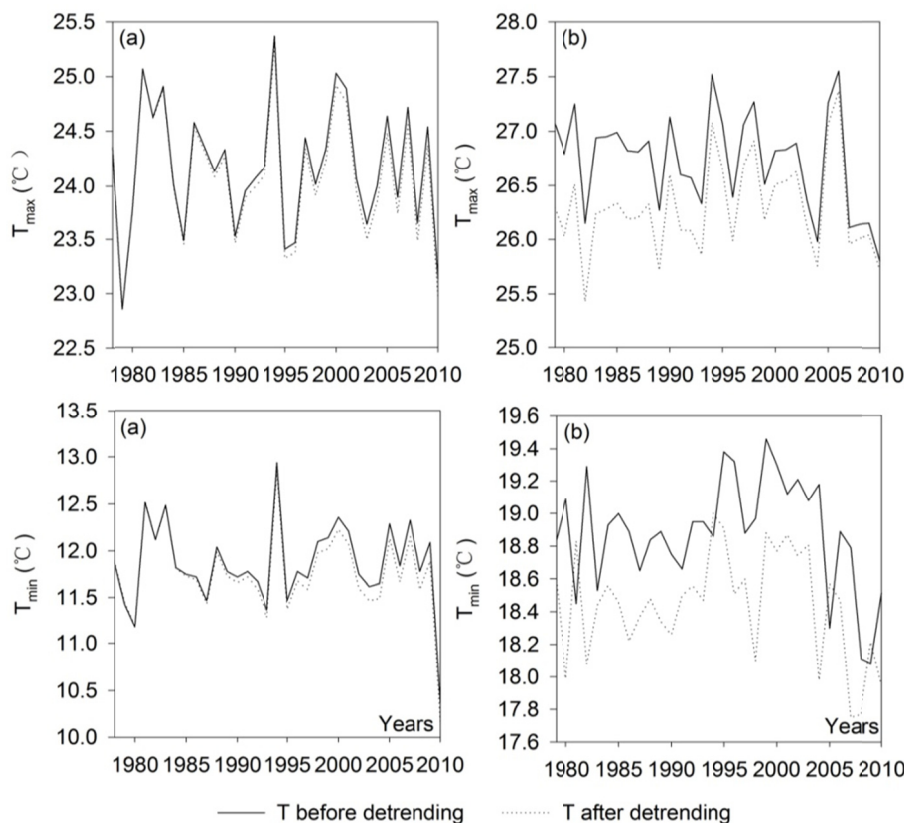 (a)
25.5
25.0
24.5
24.0
23.5
23.0
22.5
Tmax (℃)
1980 1985 1990 1995 2000 2005 2010
(b)
28.0
27.5
27.0
26.5
26.0
25.5
25.0
Tmax (℃)
1980 1985 1990 1995 2000 2005 2010
(a)
13.5
13.0
12.5
12.0
11.5
11.0
10.5
10.0
Tmin (℃)
Years
1980 1985 1990 1995 2000 2005 2010
(b)
19.6
19.4
19.2
19.0
18.8
18.6
18.4
18.2
18.0
17.8
17.6
Tmin (℃)
Years
1980 1985 1990 1995 2000 2005 2010
T before detrending T after detrending